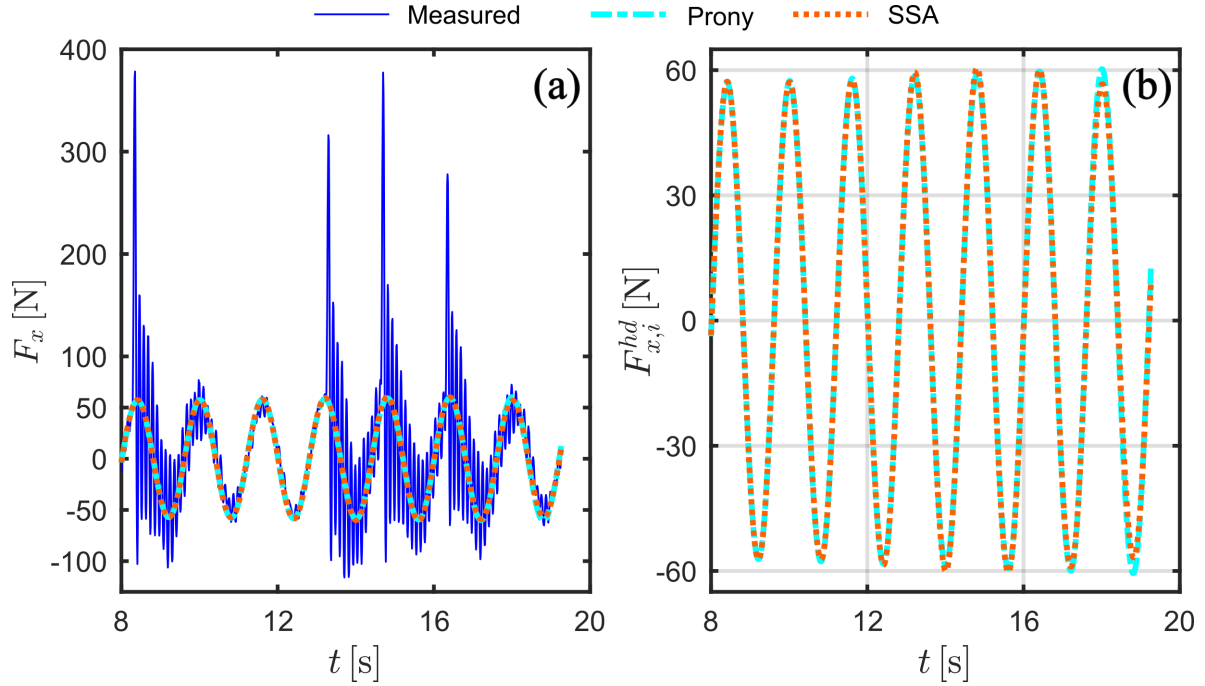 Measured Prony SSA
400
300
200
100
50
0
-50
-100
8 12 16 20
F_x [N]
t [s]
(a)
60
30
0
-30
-60
8 12 16 20
F^{hd}_{x,i} [N]
t [s]
(b)